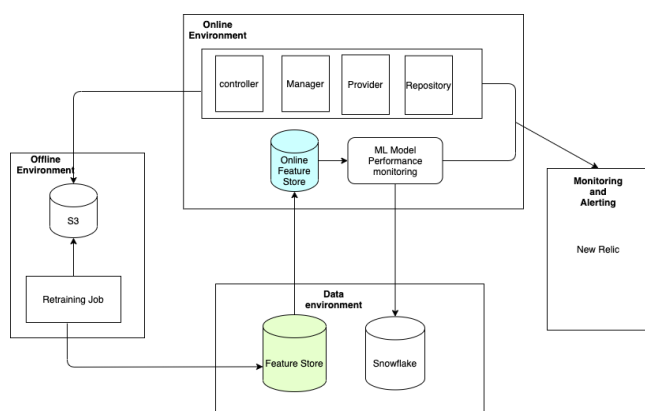 Online
Environment
controller
Manager
Provider
Repository
Online
Feature
Store
ML Model
Performance
monitoring
Offline
Environment
S3
Retraining Job
Monitoring
and
Alerting
New Relic
Data
environment
Feature Store
Snowflake